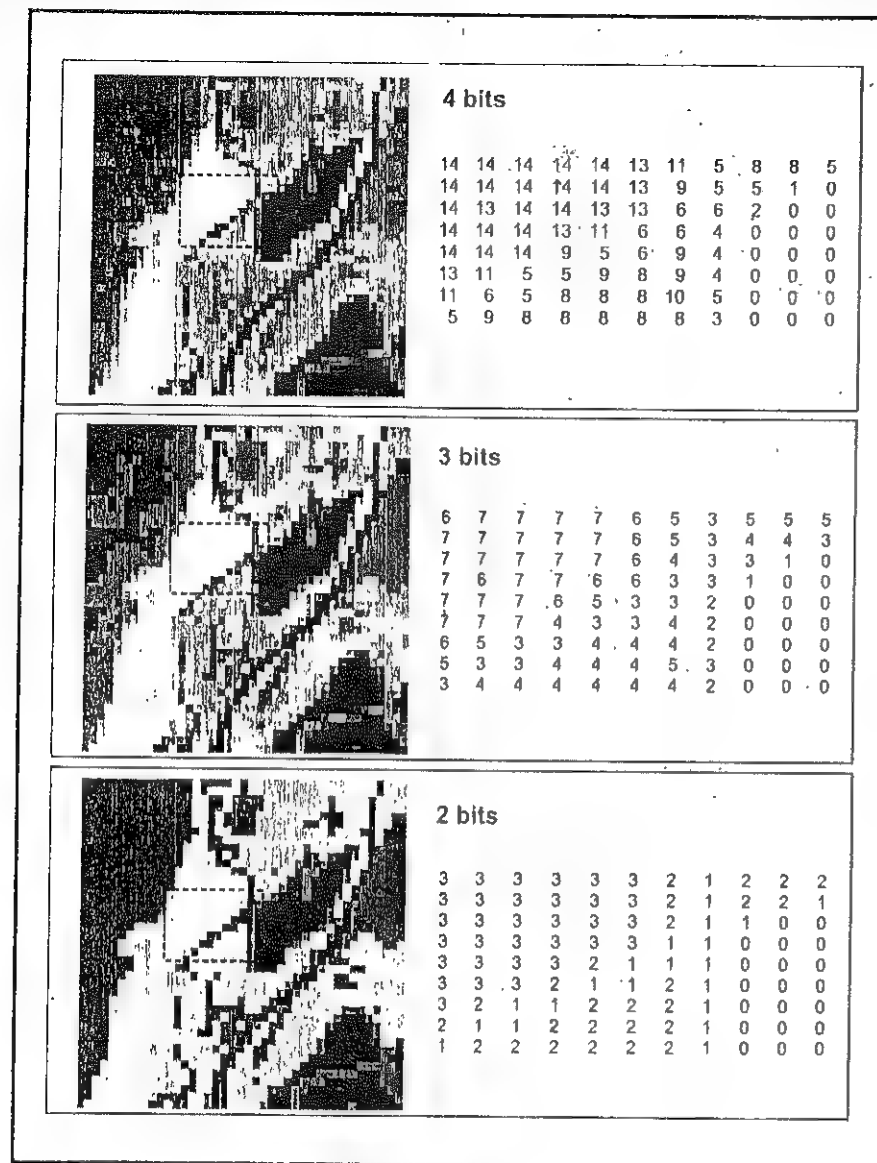 4 bits
14 14 14 14 14 13 11 5 8 8 5
14 14 14 14 14 13 9 5 5 1 0
14 13 14 14 13 13 6 6 2 0 0
14 14 14 13 11 6 6 4 0 0 0
14 14 14 9 5 6 9 4 0 0 0
13 11 5 5 9 8 9 4 0 0 0
11 6 5 8 8 8 10 5 0 0 0
5 9 8 8 8 8 8 3 0 0 0
3 bits
6 7 7 7 7 6 5 3 5 5 5
7 7 7 7 7 6 5 3 4 4 3
7 7 7 7 7 6 4 3 3 1 0
7 6 7 7 6 6 3 3 1 0 0
7 7 7 6 5 3 3 2 0 0 0
7 7 7 4 3 3 4 2 0 0 0
6 5 3 3 4 4 4 2 0 0 0
5 3 3 4 4 4 5 3 0 0 0
3 4 4 4 4 4 4 2 0 0 0
2 bits
3 3 3 3 3 3 2 1 2 2 2
3 3 3 3 3 3 2 1 2 2 1
3 3 3 3 3 3 2 1 1 0 0
3 3 3 3 3 3 1 1 0 0 0
3 3 3 3 2 1 1 1 0 0 0
3 3 3 2 1 1 2 1 0 0 0
3 2 1 1 2 2 2 1 0 0 0
2 1 1 2 2 2 2 1 0 0 0
1 2 2 2 2 2 2 1 0 0 0